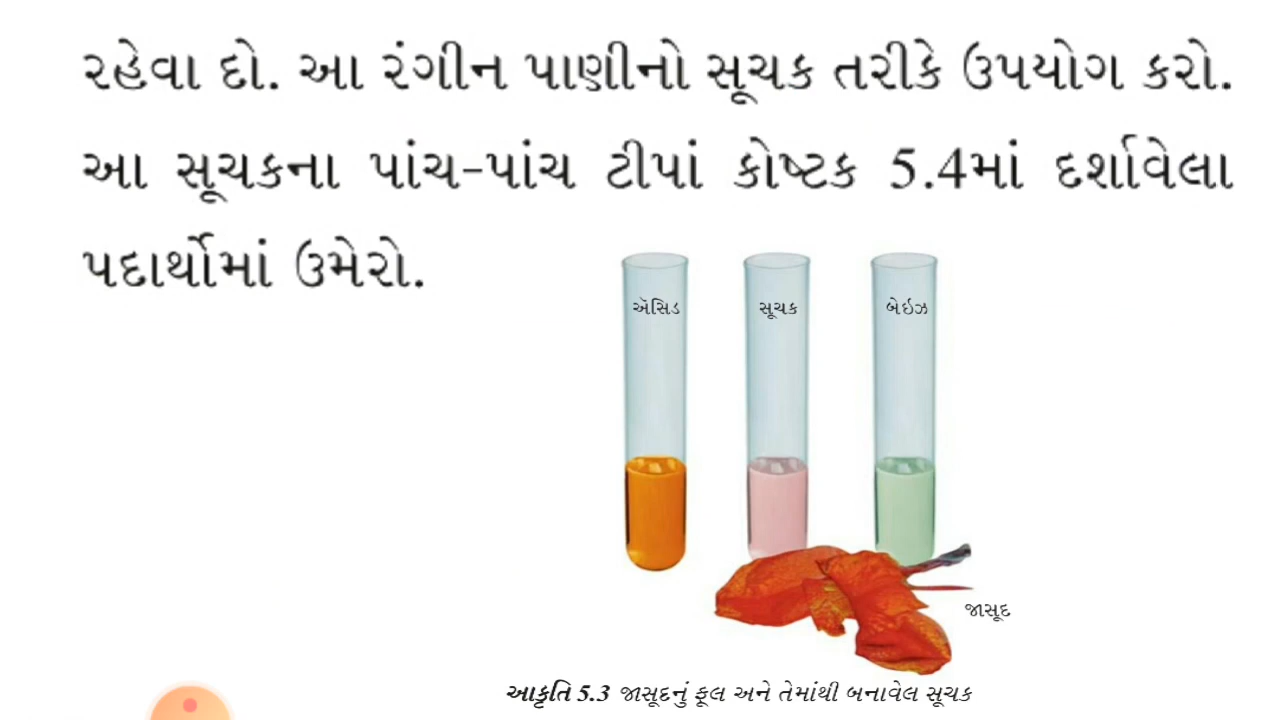 રહેવા દો. આ રંગીન પાણીનો સૂચક તરીકે ઉપયોગ કરો.
આ સૂચકના પાંચ-પાંચ ટીપાં કોષ્ટક 5.4માં દર્શાવેલા
પદાર્થોમાં ઉમેરો.
ઍસિડ સૂચક બેઇઝ
જાસૂદ
આકૃતિ 5.3 જાસૂદનું ફૂલ અને તેમાંથી બનાવેલ સૂચક